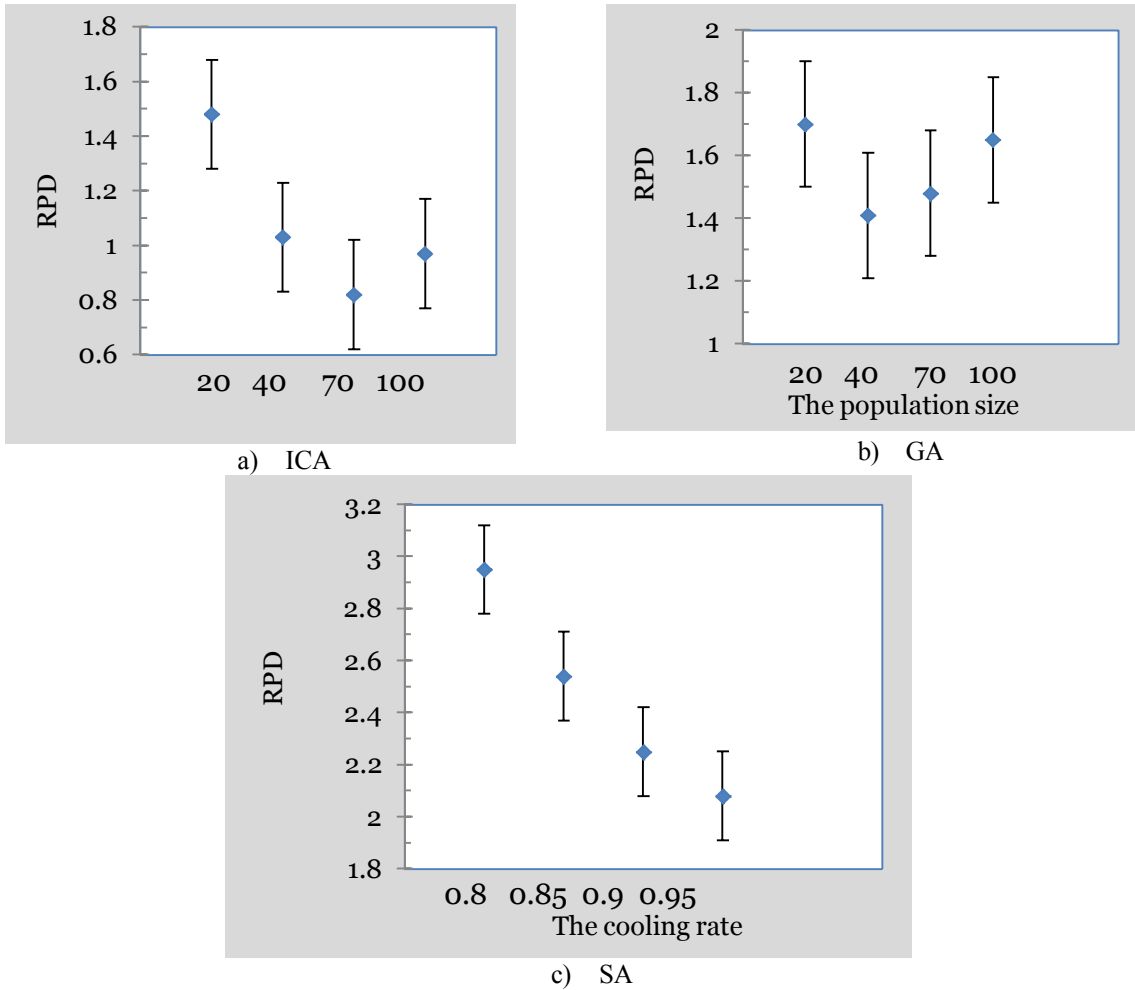 1.8
1.6
1.4
1.2
1
0.8
0.6
RPD
20 40 70 100
a) ICA
2
1.8
1.6
1.4
1.2
1
RPD
20 40 70 100
The population size
b) GA
3.2
3
2.8
2.6
2.4
2.2
2
1.8
RPD
0.8 0.85 0.9 0.95
The cooling rate
c) SA